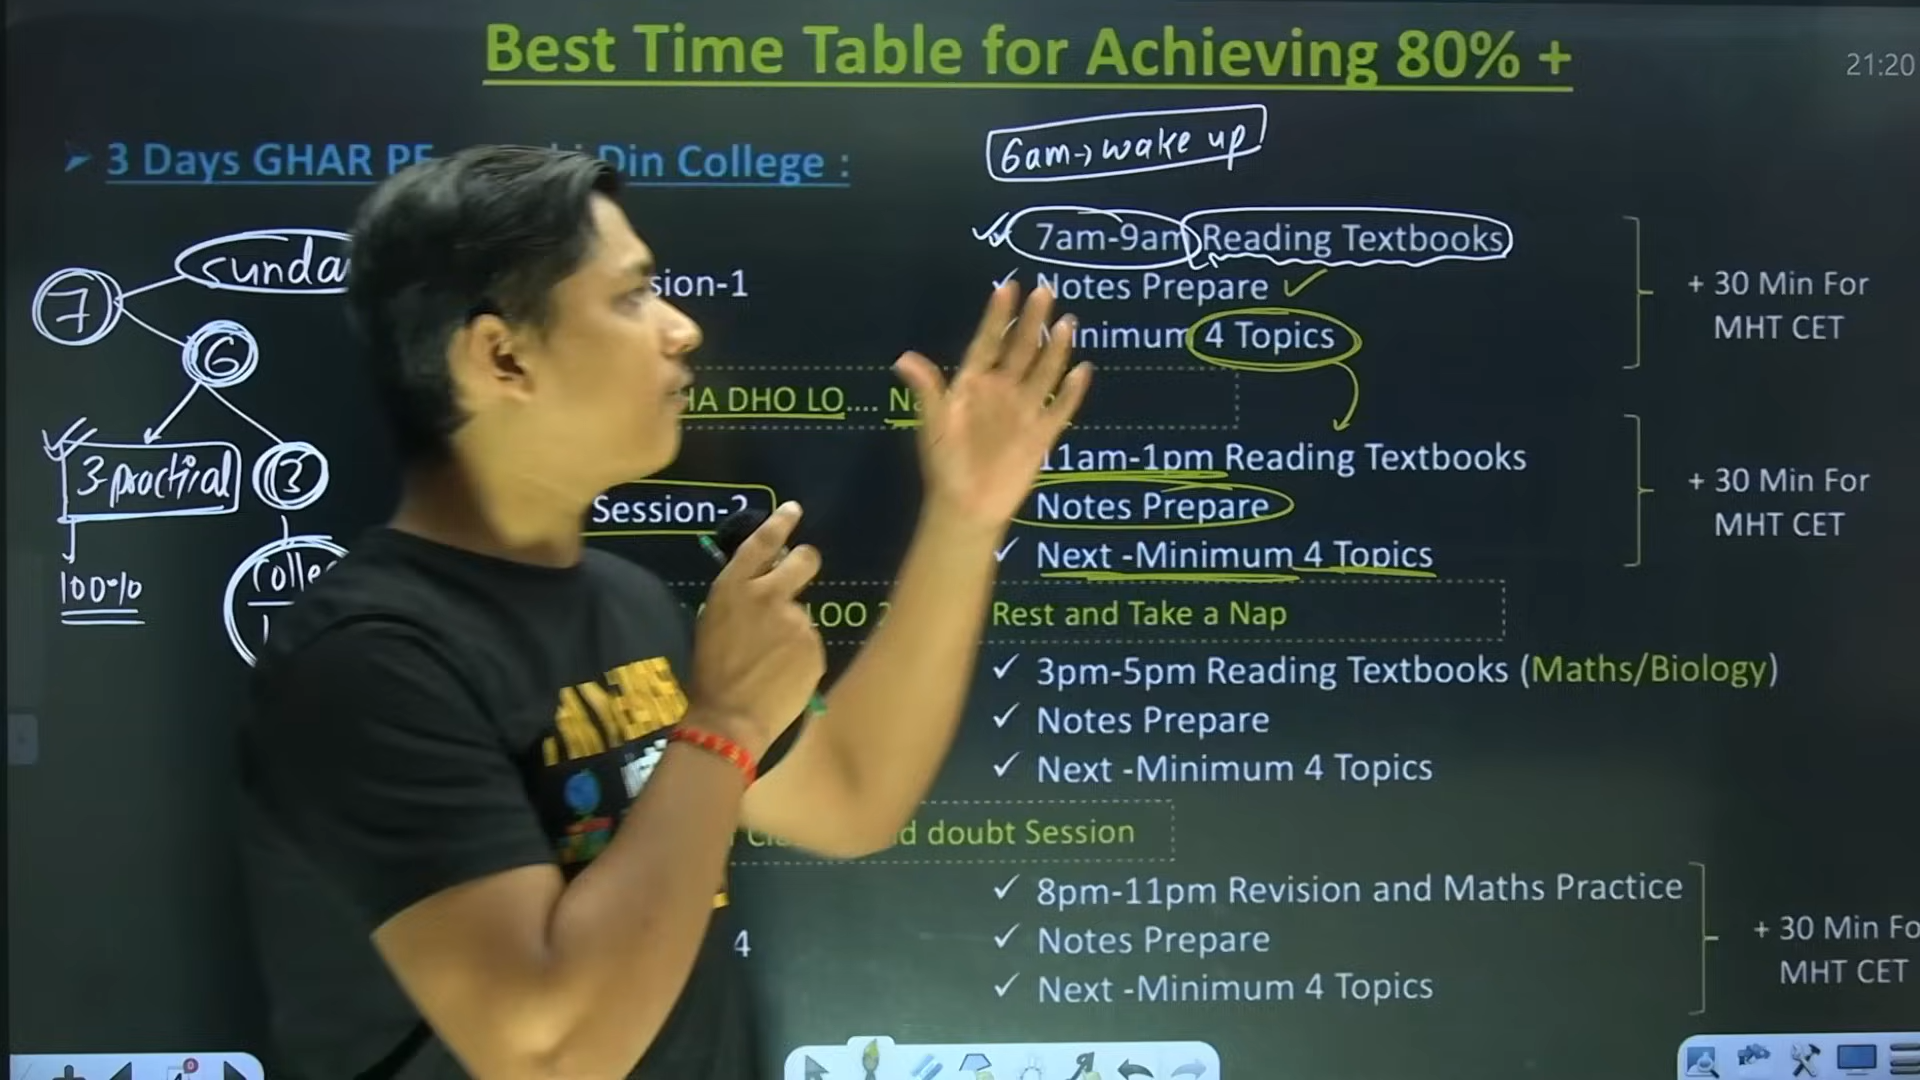 Best Time Table for Achieving 80% +
21:20
3 Days GHAR Din College :
6am → wake up
7am-9am Reading Textbooks
sion-1
Notes Prepare
Minimum 4 Topics
+ 30 Min For
MHT CET
7
6
3 practical
3
100%
HA DHO LO....
11am-1pm Reading Textbooks
Session-2
Notes Prepare
Next -Minimum 4 Topics
+ 30 Min For
MHT CET
LOO
Rest and Take a Nap
3pm-5pm Reading Textbooks (Maths/Biology)
Notes Prepare
Next -Minimum 4 Topics
doubt Session
8pm-11pm Revision and Maths Practice
4
Notes Prepare
Next -Minimum 4 Topics
+ 30 Min Fo
MHT CET